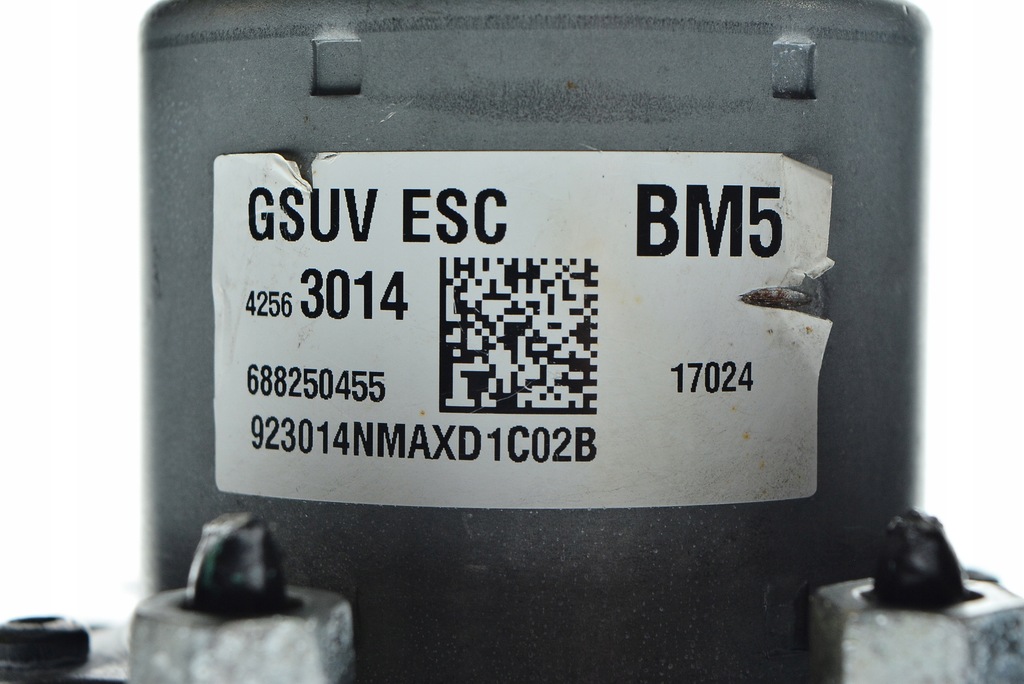 GSUV ESC BM5
4256 3014
688250455 17024
923014NMAXD1C02B